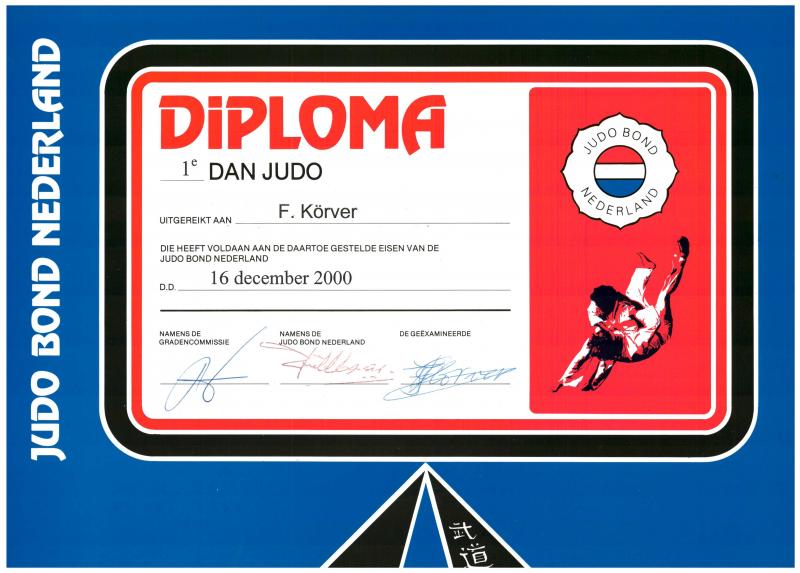 JUDO BOND NEDERLAND
DiPLOMA
1e DAN JUDO
UITGEREIKT AAN F. Körver
DIE HEEFT VOLDAAN AAN DE DAARTOE GESTELDE EISEN VAN DE
JUDO BOND NEDERLAND
D.D. 16 december 2000
NAMENS DE
GRADENCOMMISSIE
NAMENS DE
JUDO BOND NEDERLAND
DE GEËXAMINEERDE
JUDO BOND
NEDERLAND
武道